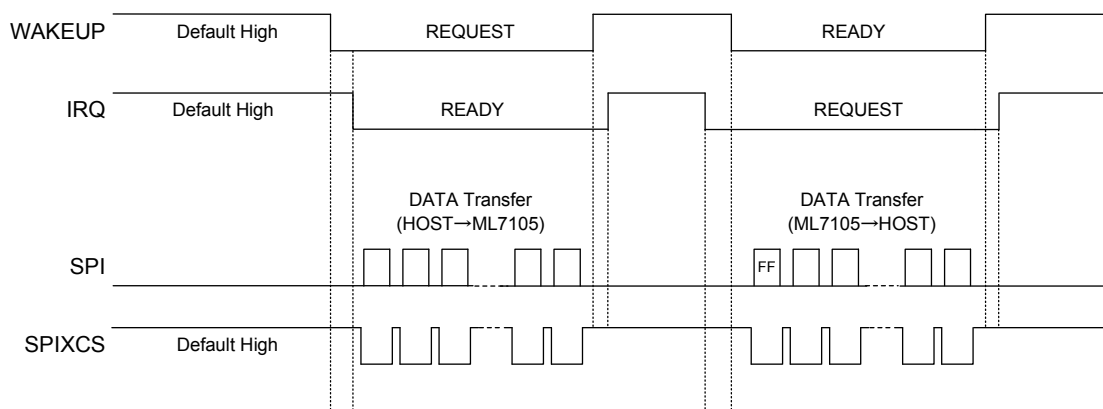 WAKEUP Default High REQUEST READY
IRQ Default High READY REQUEST
DATA Transfer DATA Transfer
(HOST→ML7105) (ML7105→HOST)
SPI FF
SPIXCS Default High